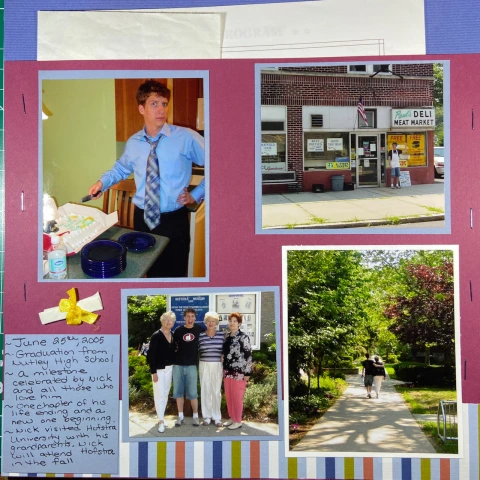 DELI
MEAT MARKET
~ June 25th, 2005
~ Graduation from
Nutley High School
~ a milestone
celebrated by Nick
and all those who
love him
~ One chapter of his
life ending and a
new one beginning
~ Nick visited Hofstra
University with his
grandparents. Nick
will attend Hofstra
in the fall